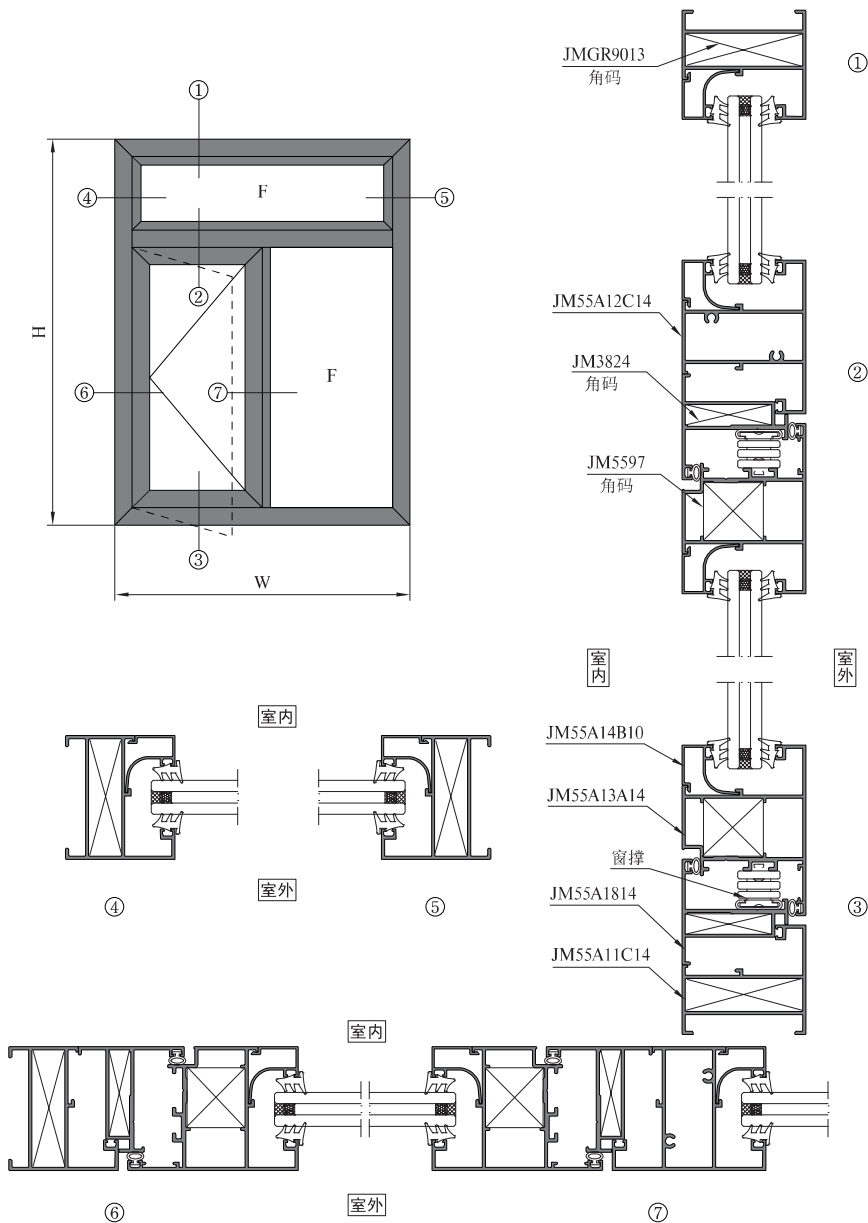 ①
④
F
⑤
②
H
F
⑥
⑦
③
W
JMGR9013
角码
①
JM55A12C14
JM3824
角码
②
JM5597
角码
室内
室外
JM55A14B10
JM55A13A14
窗撑
JM55A1814
③
JM55A11C14
室内
室外
④
⑤
室内
室外
⑥
⑦